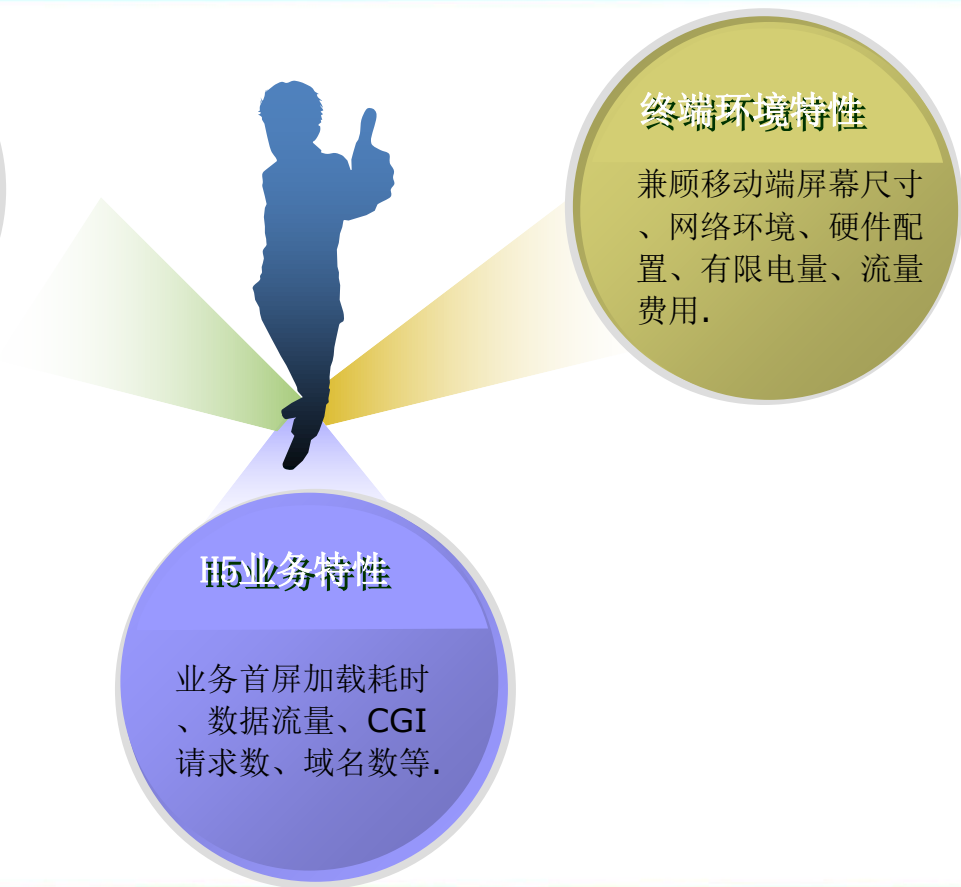 终端环境特性
兼顾移动端屏幕尺寸
、网络环境、硬件配
置、有限电量、流量
费用.
H5业务特性
业务首屏加载耗时
、数据流量、CGI
请求数、域名数等.